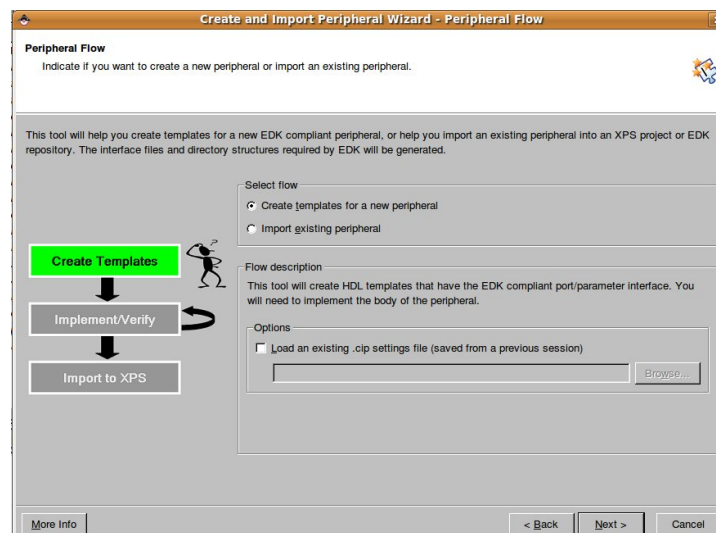 Create and Import Peripheral Wizard - Peripheral Flow
Peripheral Flow
Indicate if you want to create a new peripheral or import an existing peripheral.
This tool will help you create templates for a new EDK compliant peripheral, or help you import an existing peripheral into an XPS project or EDK
repository. The interface files and directory structures required by EDK will be generated.
Select flow
Create templates for a new peripheral
Import existing peripheral
Create Templates
Implement/Verify
Import to XPS
Flow description
This tool will create HDL templates that have the EDK compliant port/parameter interface. You
will need to implement the body of the peripheral.
Options
Load an existing .cip settings file (saved from a previous session)
Browse...
More Info
< Back
Next >
Cancel